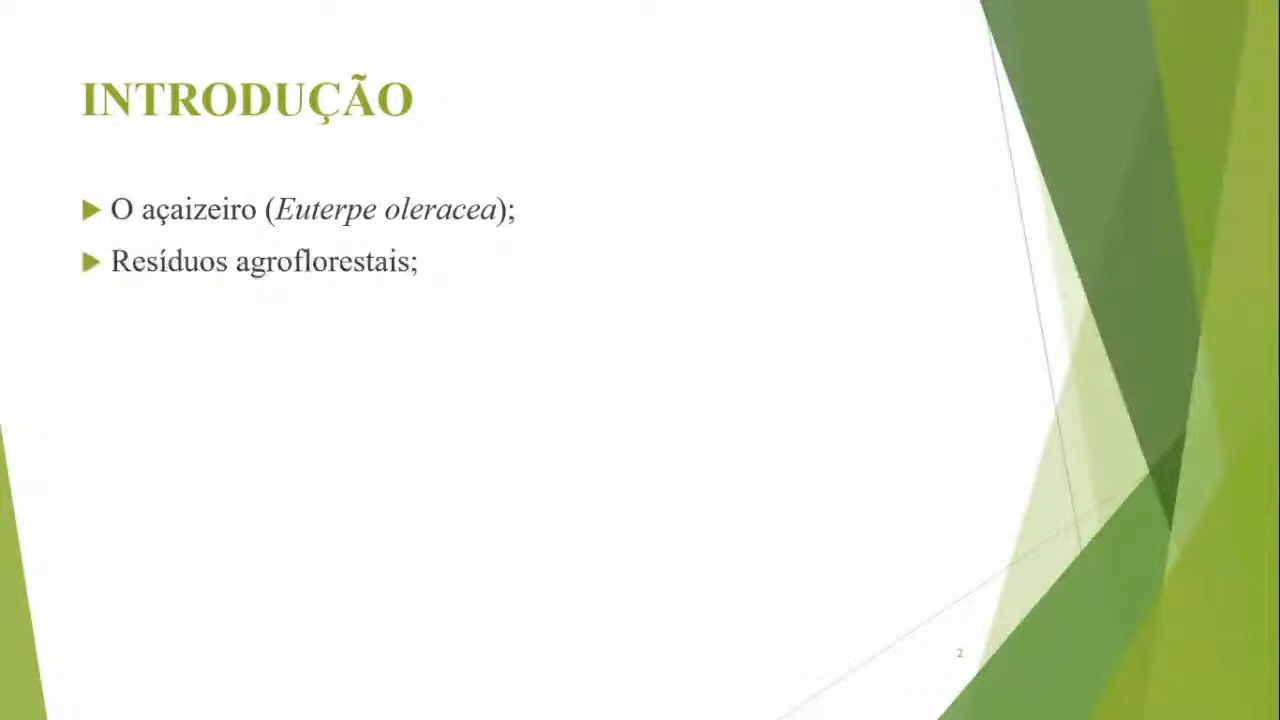 INTRODUÇÃO
O açaizeiro (Euterpe oleracea);
Resíduos agroflorestais;
2